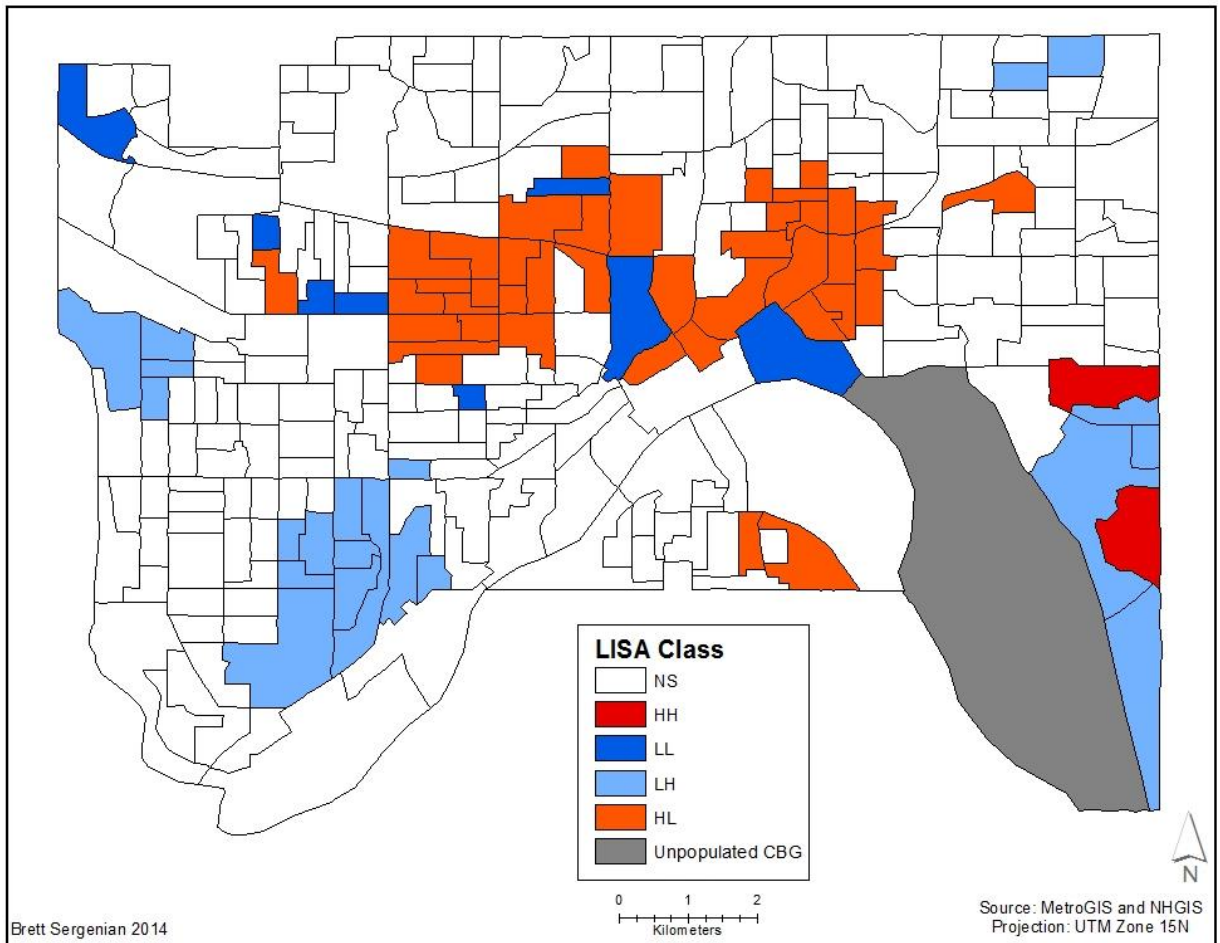 LISA Class
NS
HH
LL
LH
HL
Unpopulated CBG
N
0 1 2
Kilometers
Brett Sergenian 2014
Source: MetroGIS and NHGIS
Projection: UTM Zone 15N